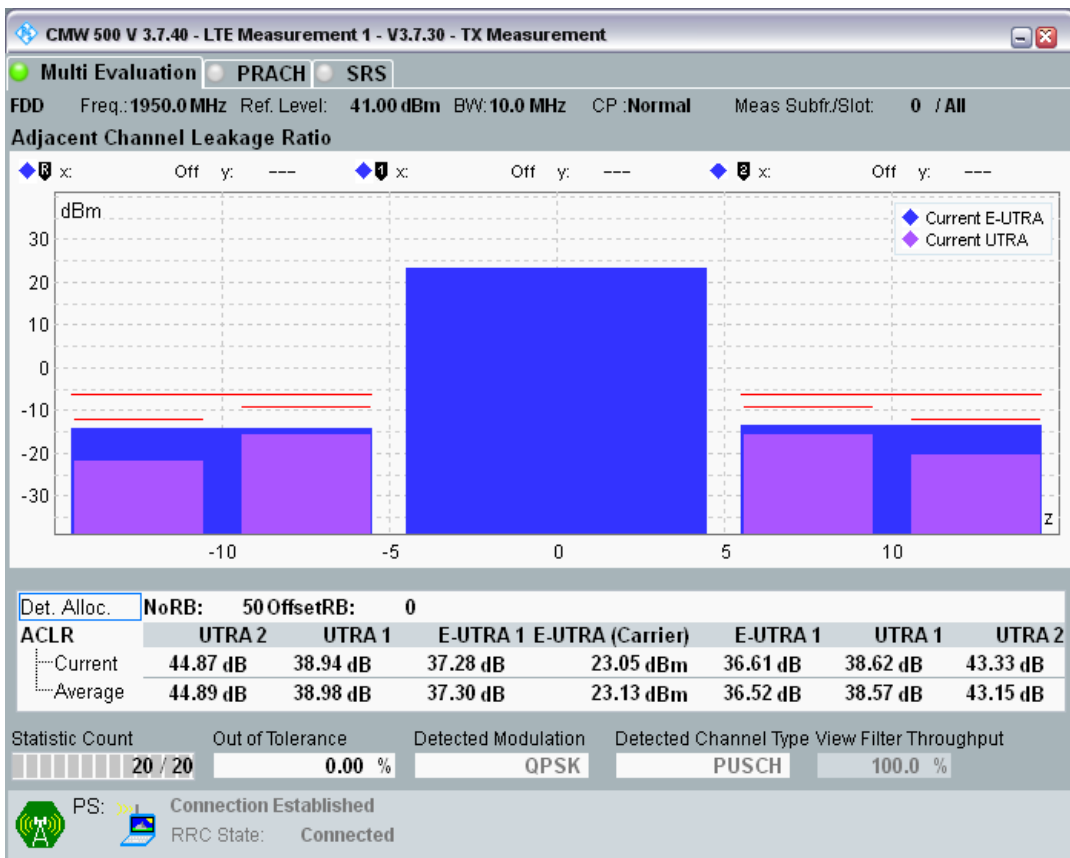 CMW 500 V 3.7.40 - LTE Measurement 1 - V3.7.30 - TX Measurement
Multi Evaluation PRACH SRS
FDD Freq.: 1950.0 MHz Ref. Level: 41.00 dBm BW: 10.0 MHz CP :Normal Meas Subfr./Slot: 0 / All
Adjacent Channel Leakage Ratio
R x: Off y: --- 1 x: Off y: --- 2 x: Off y: ---
dBm
Current E-UTRA
Current UTRA
30
20
10
0
-10
-20
-30
z
-10 -5 0 5 10
Det. Alloc. NoRB: 50 OffsetRB: 0
ACLR UTRA 2 UTRA 1 E-UTRA 1 E-UTRA (Carrier) E-UTRA 1 UTRA 1 UTRA 2
Current 44.87 dB 38.94 dB 37.28 dB 23.05 dBm 36.61 dB 38.62 dB 43.33 dB
Average 44.89 dB 38.98 dB 37.30 dB 23.13 dBm 36.52 dB 38.57 dB 43.15 dB
Statistic Count Out of Tolerance Detected Modulation Detected Channel Type View Filter Throughput
20 / 20 0.00 % QPSK PUSCH 100.0 %
PS: Connection Established
RRC State: Connected